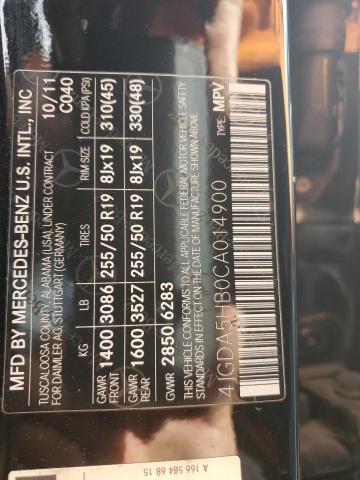 MFD BY MERCEDES-BENZ U.S. INTL., INC 10/11
TUSCALOOSA COUNTY, ALABAMA (USA), UNDER CONTRACT C040
FOR DAIMLER AG, STUTTGART (GERMANY)
KG LB TIRES RIM SIZE COLD KPA(PSI)
GAWR FRONT 1400 3086 255/50 R19 8Jx19 310(45)
GAWR REAR 1600 3527 255/50 R19 8Jx19 330(48)
GVWR 2850 6283
THIS VEHICLE CONFORMS TO ALL APPLICABLE FEDERAL MOTOR VEHICLE SAFETY
STANDARDS IN EFFECT ON THE DATE OF MANUFACTURE SHOWN ABOVE.
4JGDA5HB0CA014900 TYPE: MPV
A 166 584 68 15